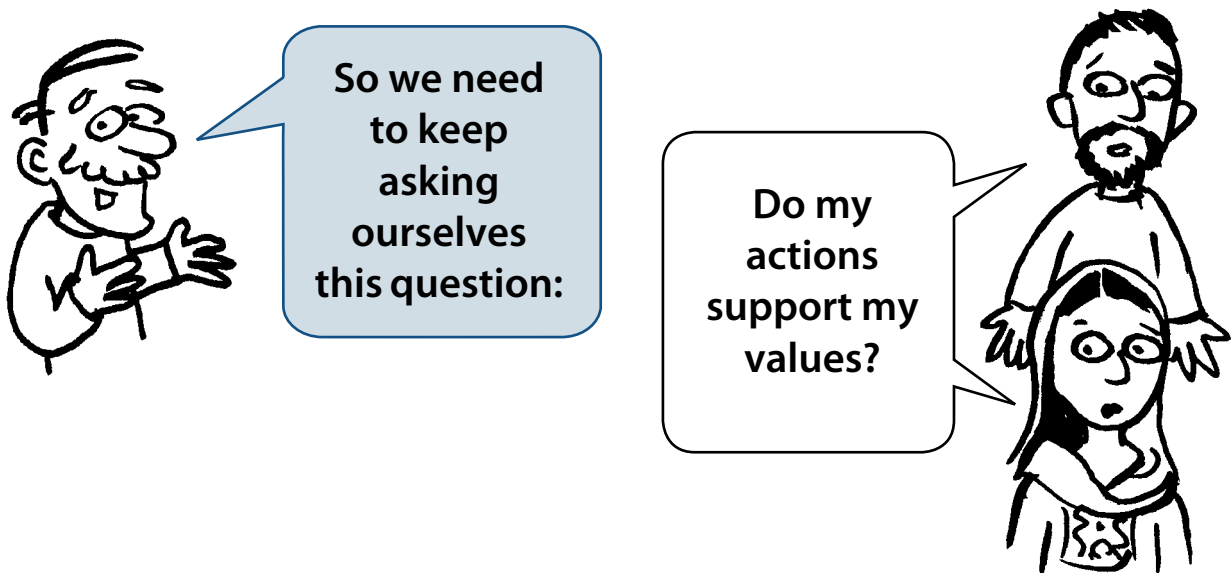 So we need
to keep
asking
ourselves
this question:
Do my
actions
support my
values?